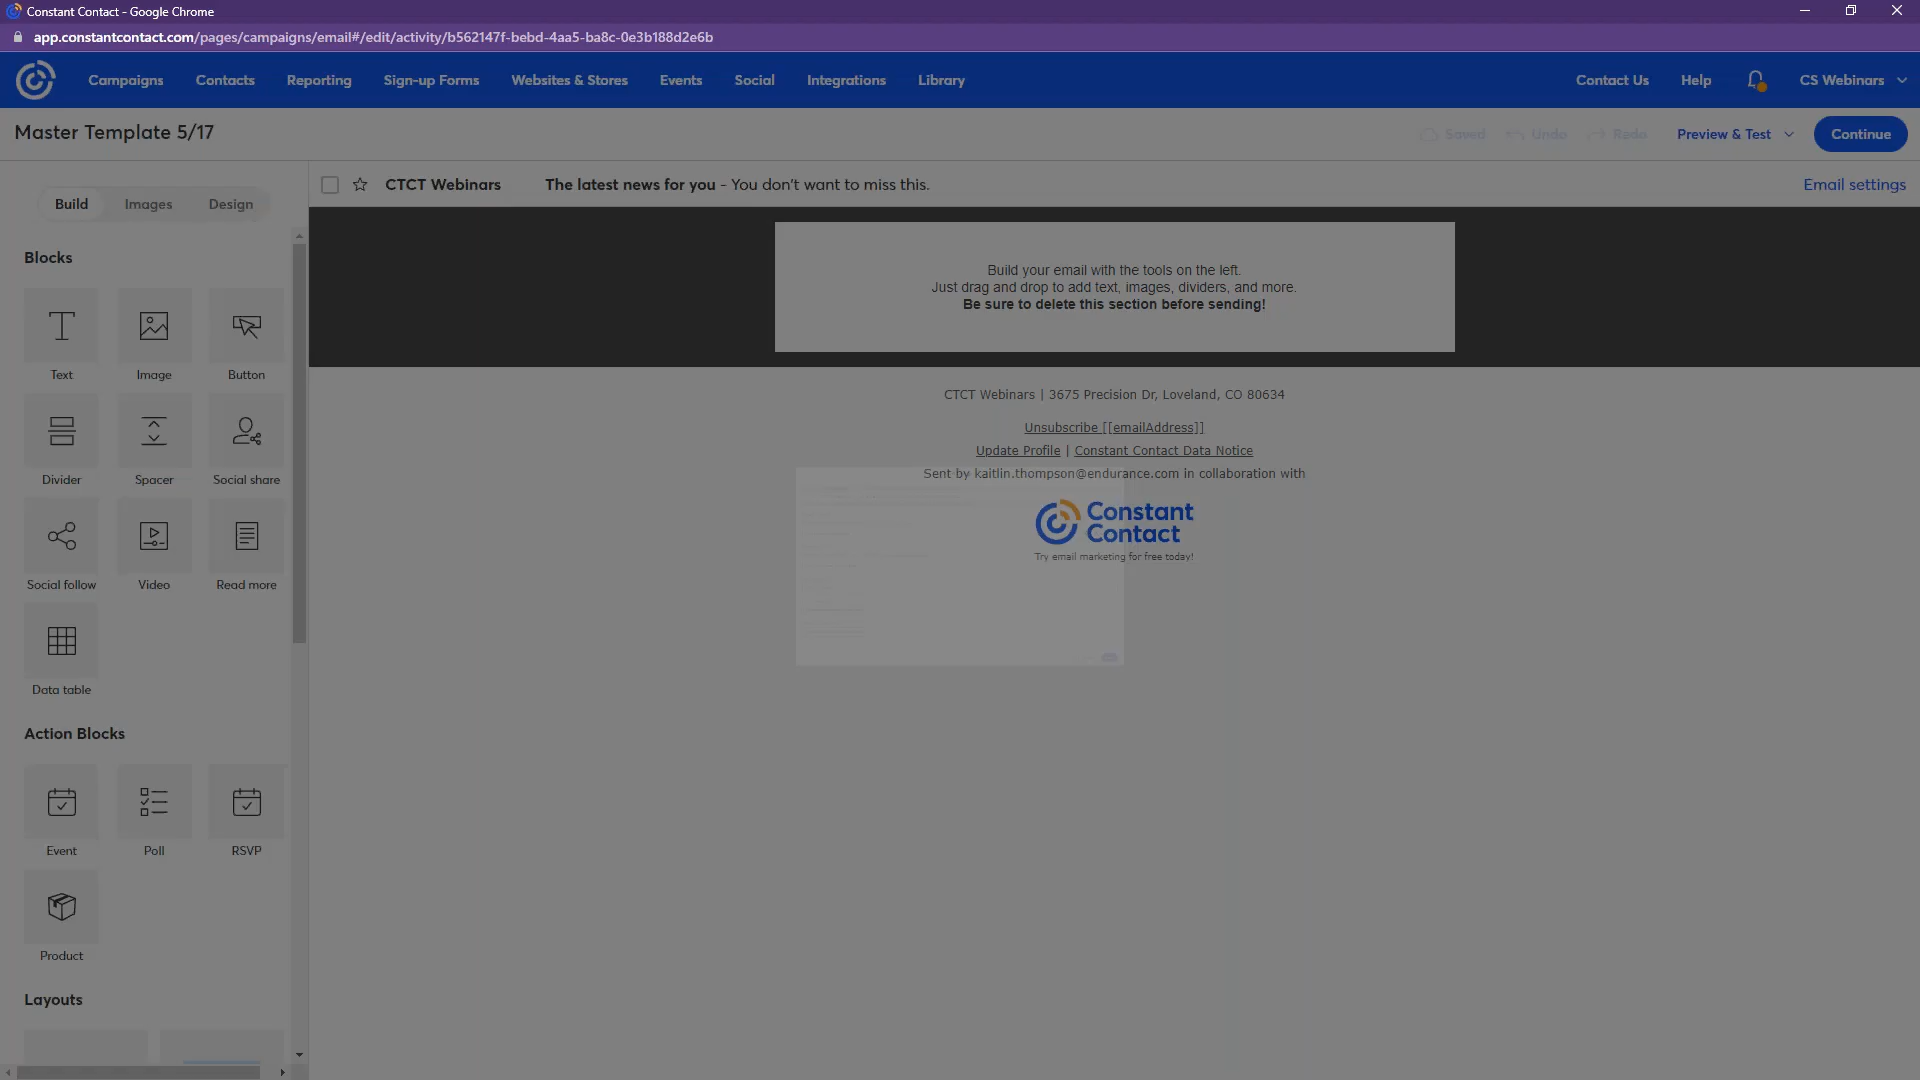 Constant Contact - Google Chrome
app.constantcontact.com/pages/campaigns/email#/edit/activity/b562147f-bebd-4aa5-ba8c-0e3b188d2e6b
Campaigns Contacts Reporting Sign-up Forms Websites & Stores Events Social Integrations Library Contact Us Help CS Webinars
Master Template 5/17 Saved Undo Redo Preview & Test Continue
CTCT Webinars The latest news for you - You don't want to miss this. Email settings
Build Images Design
Blocks
Text Image Button
Divider Spacer Social share
Social follow Video Read more
Data table
Action Blocks
Event Poll RSVP
Product
Layouts
Build your email with the tools on the left.
Just drag and drop to add text, images, dividers, and more.
Be sure to delete this section before sending!
CTCT Webinars | 3675 Precision Dr, Loveland, CO 80634
Unsubscribe [[emailAddress]]
Update Profile | Constant Contact Data Notice
Sent by kaitlin.thompson@endurance.com in collaboration with
Constant
Contact
Try email marketing for free today!